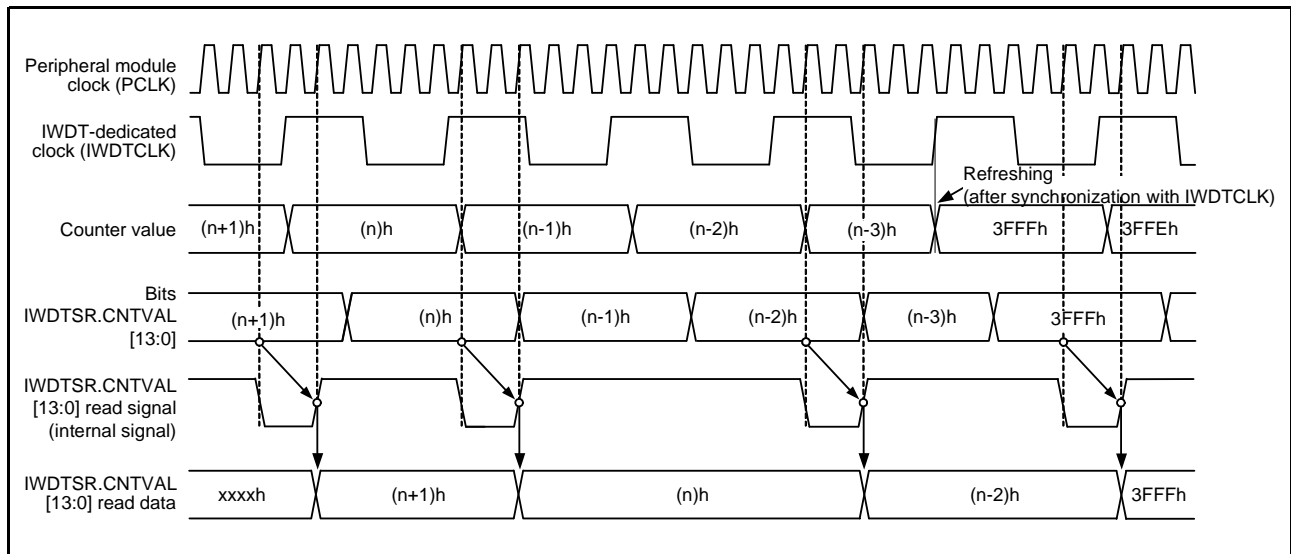 Peripheral module
clock (PCLK)
IWDT-dedicated
clock (IWDTCLK)
Refreshing
(after synchronization with IWDTCLK)
Counter value
(n+1)h
(n)h
(n-1)h
(n-2)h
(n-3)h
3FFFh
3FFEh
Bits
IWDTSR.CNTVAL
[13:0]
(n+1)h
(n)h
(n-1)h
(n-2)h
(n-3)h
3FFFh
IWDTSR.CNTVAL
[13:0] read signal
(internal signal)
IWDTSR.CNTVAL
[13:0] read data
xxxxh
(n+1)h
(n)h
(n-2)h
3FFFh